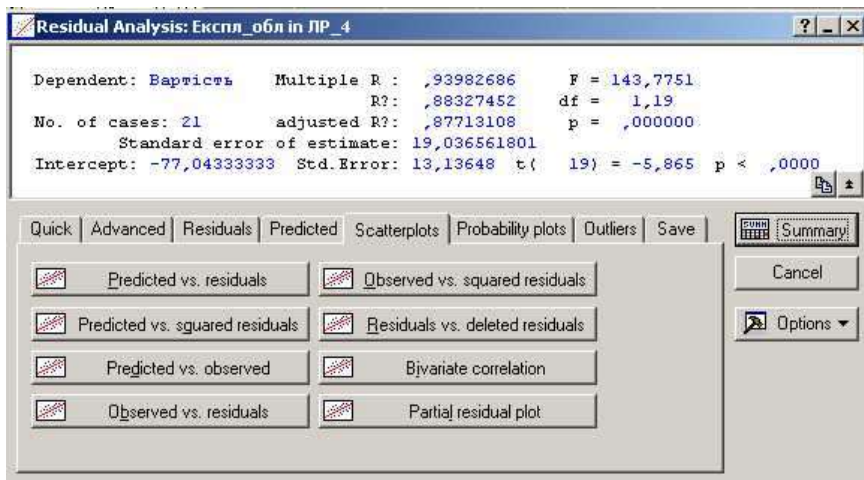 Residual Analysis: Експл_обл in ЛР_4
Dependent: Вартість Multiple R : ,93982686 F = 143,7751
R?: ,88327452 df = 1,19
No. of cases: 21 adjusted R?: ,87713108 p = ,000000
Standard error of estimate: 19,036561801
Intercept: -77,04333333 Std.Error: 13,13648 t( 19) = -5,865 p < ,0000
Quick Advanced Residuals Predicted Scatterplots Probability plots Outliers Save
Summary
Predicted vs. residuals Observed vs. squared residuals
Cancel
Predicted vs. squared residuals Residuals vs. deleted residuals
Options
Predicted vs. observed Bivariate correlation
Observed vs. residuals Partial residual plot